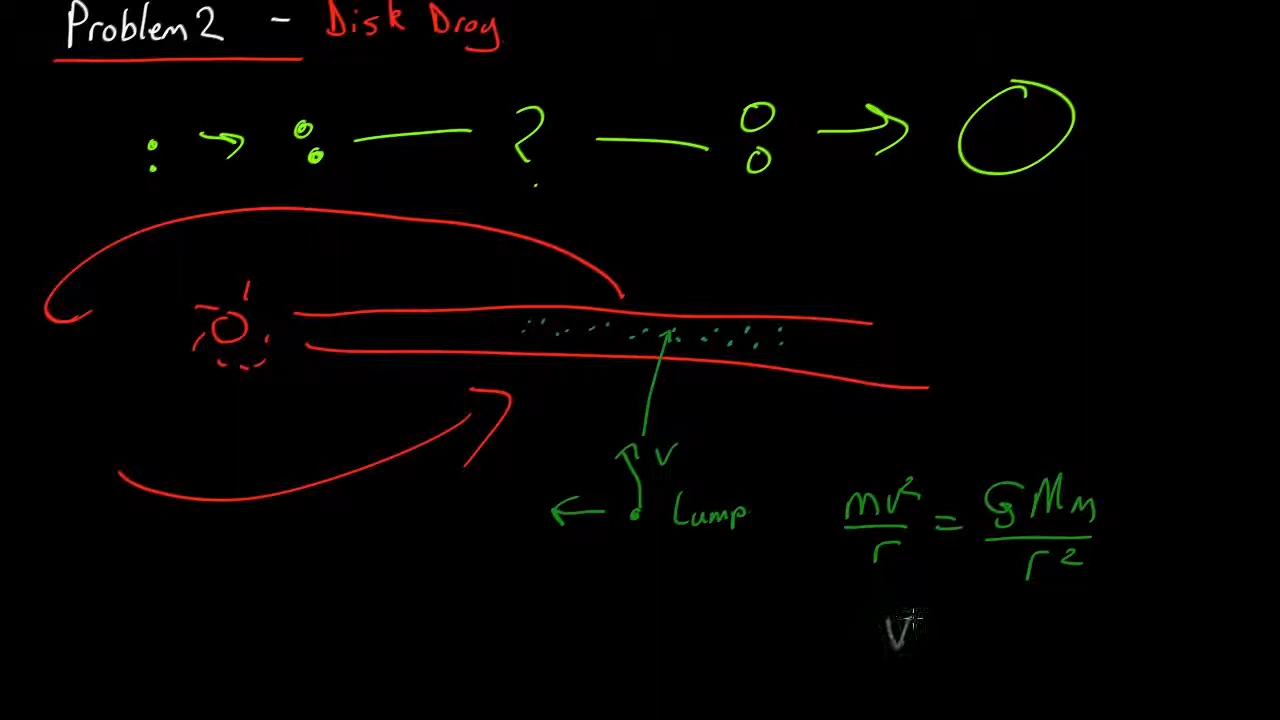 Problem 2 - Disk Drag
?
V
Lump
mv²/r = GMm/r²
V